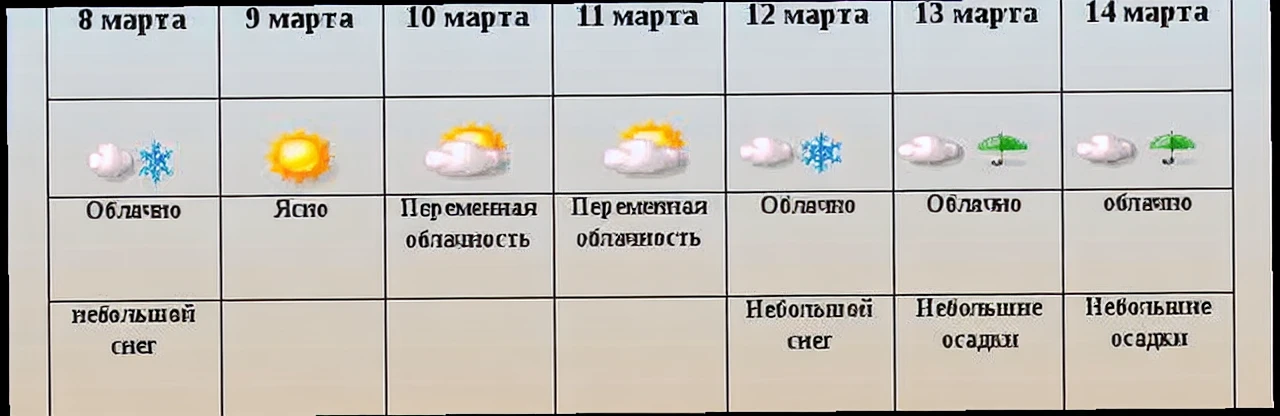 8 марта 9 марта 10 марта 11 марта 12 марта 13 марта 14 марта
Облачно Ясно Переменная Переменная Облачно Облачно облачно
облачность облачность
небольшой Небольшой Небольшие Небольшие
снег снег осадки осадки